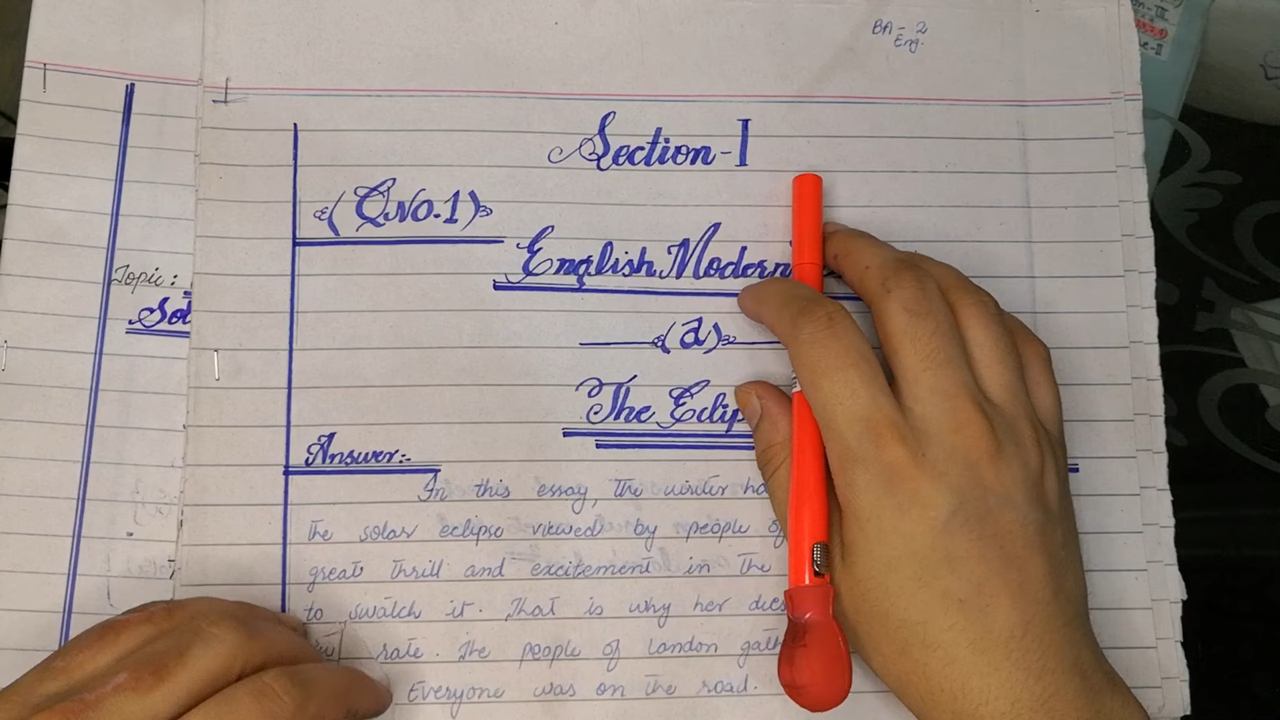 BA- 2
Eng.
Section-I
(Q.No.1)
English Modern
(a)
The Eclip
Topic:
Sol
Answer:-
In this essay, the writer ha
the solar eclipse viewed by people of
great thrill and excitement in the
to swatch it. That is why her des
rate. The people of London gath
Everyone was on the road.